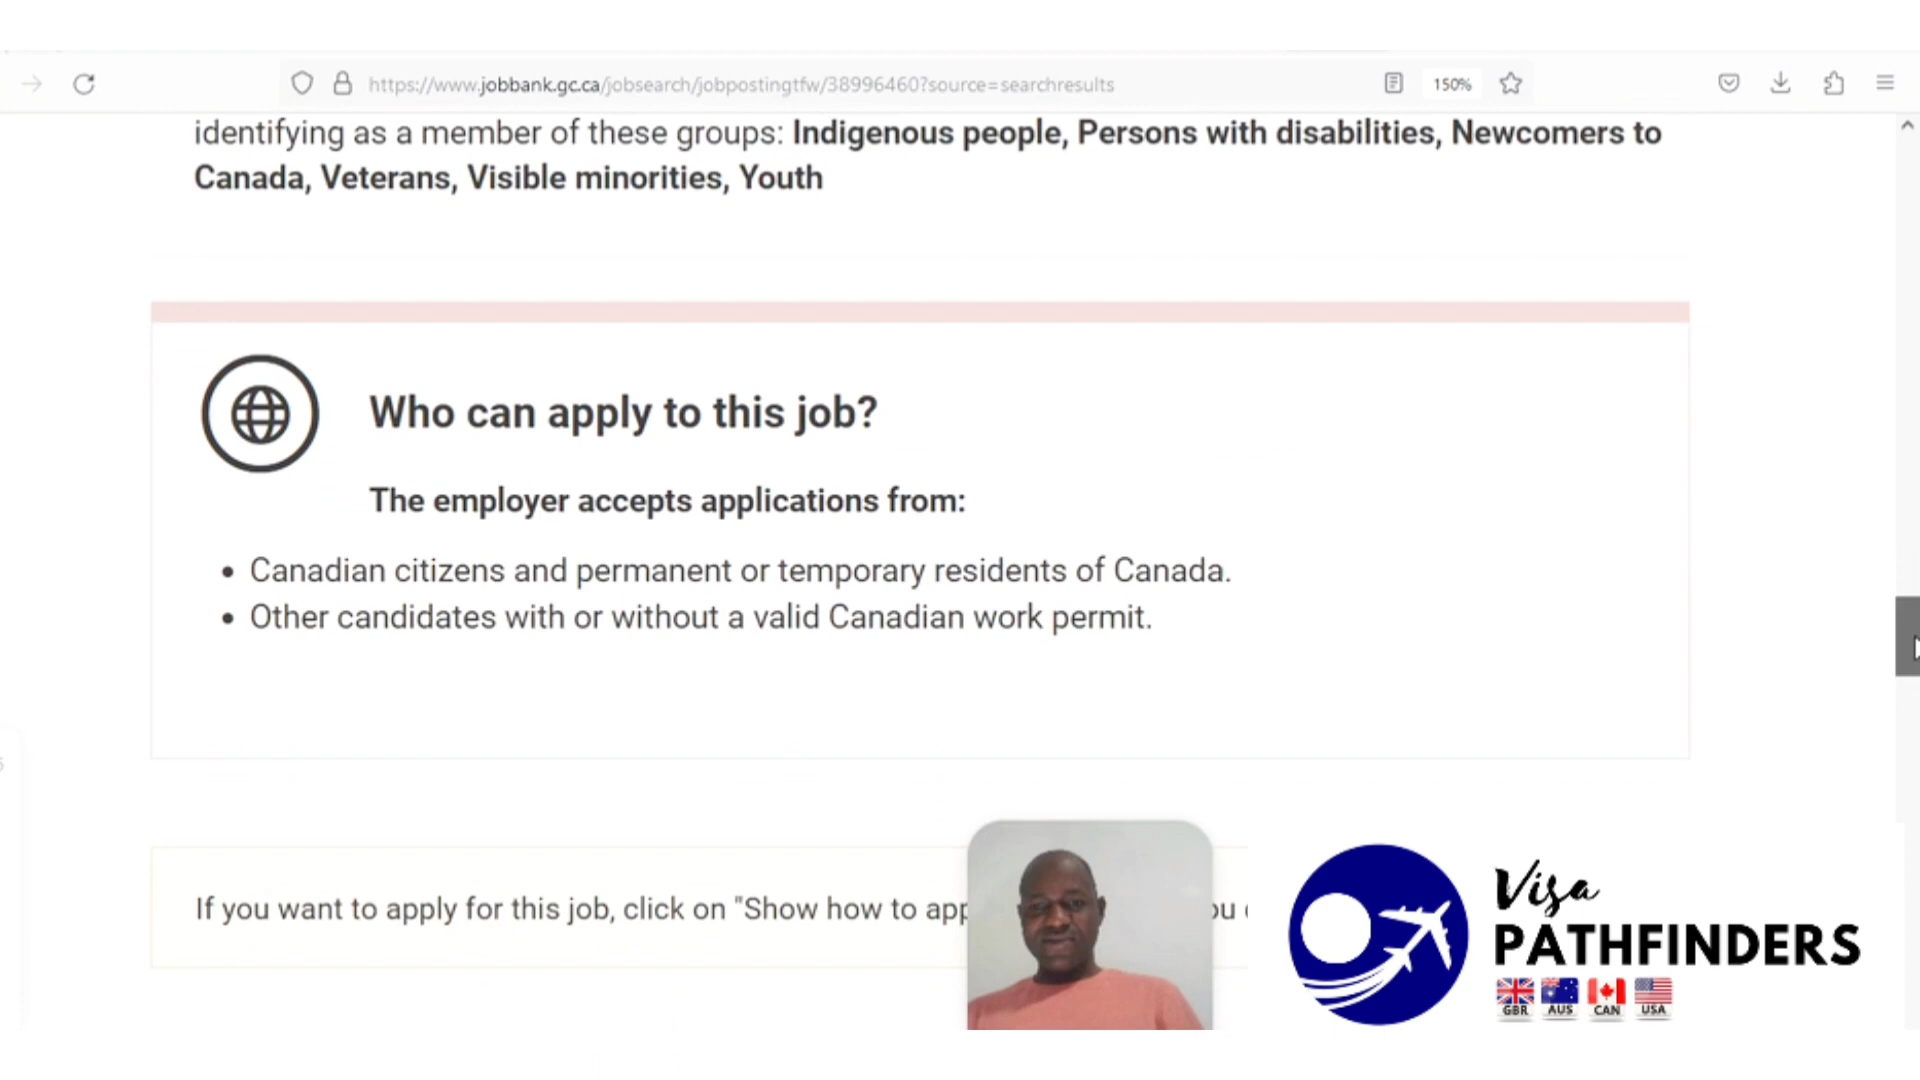 https://www.jobbank.gc.ca/jobsearch/jobpostingtfw/38996460?source=searchresults
150%
identifying as a member of these groups: Indigenous people, Persons with disabilities, Newcomers to
Canada, Veterans, Visible minorities, Youth
Who can apply to this job?
The employer accepts applications from:
• Canadian citizens and permanent or temporary residents of Canada.
• Other candidates with or without a valid Canadian work permit.
If you want to apply for this job, click on "Show how to
Visa
PATHFINDERS
GBR AUS CAN USA